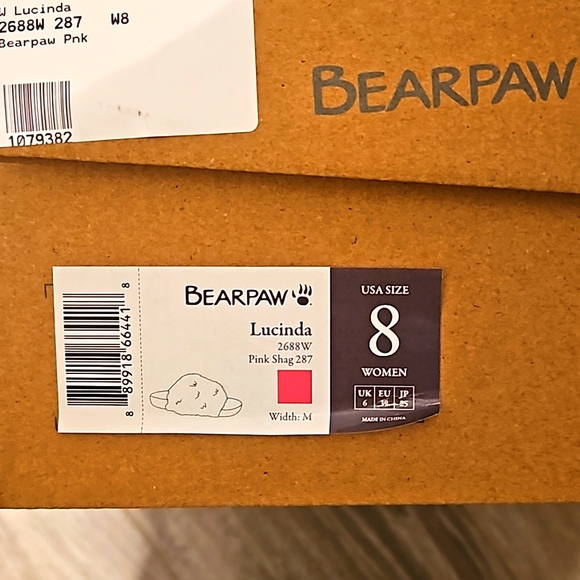 W Lucinda
2688W 287 W8
Bearpaw Pnk
1079382
BEARPAW
BEARPAW
Lucinda
2688W
Pink Shag 287
Width: M
8 89918 66441 8
USA SIZE
8
WOMEN
UK EU JP
6 39 25
MADE IN CHINA